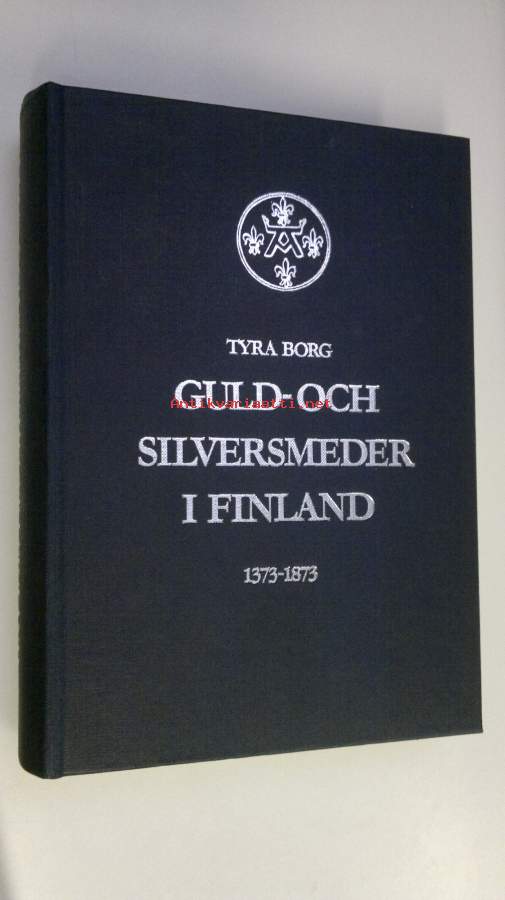 TYRA BORG
GULD- OCH
Antikvariaatti.net
SILVERSMEDER
I FINLAND
1373-1873